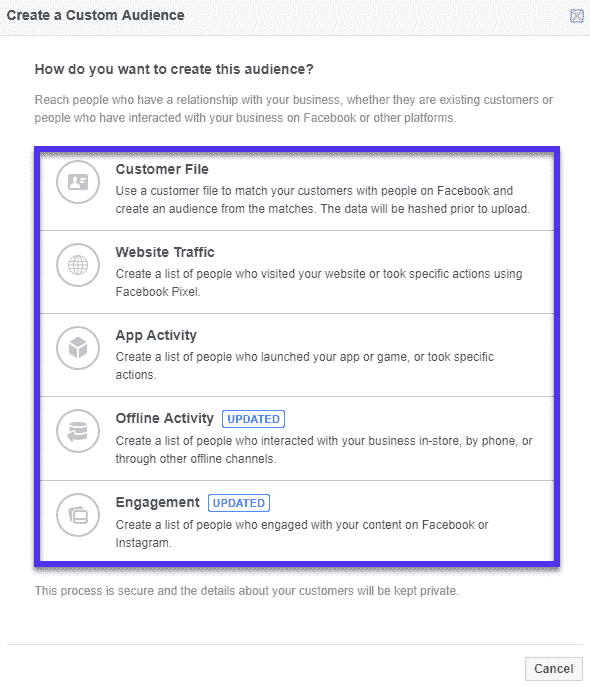 Create a Custom Audience
How do you want to create this audience?
Reach people who have a relationship with your business, whether they are existing customers or
people who have interacted with your business on Facebook or other platforms.
Customer File
Use a customer file to match your customers with people on Facebook and
create an audience from the matches. The data will be hashed prior to upload.
Website Traffic
Create a list of people who visited your website or took specific actions using
Facebook Pixel.
App Activity
Create a list of people who launched your app or game, or took specific
actions.
Offline Activity UPDATED
Create a list of people who interacted with your business in-store, by phone, or
through other offline channels.
Engagement UPDATED
Create a list of people who engaged with your content on Facebook or
Instagram.
This process is secure and the details about your customers will be kept private.
Cancel